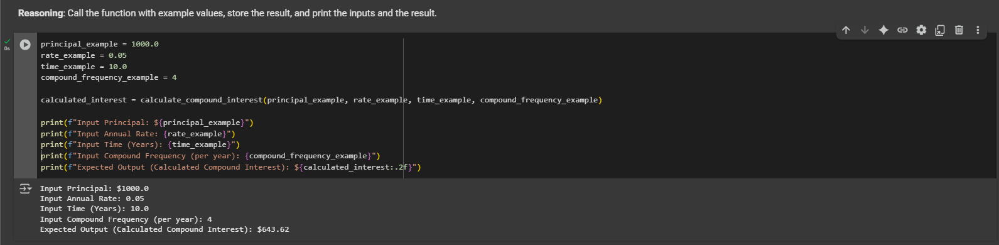 Reasoning: Call the function with example values, store the result, and print the inputs and the result.
0s
principal_example = 1000.0
rate_example = 0.05
time_example = 10.0
compound_frequency_example = 4
calculated_interest = calculate_compound_interest(principal_example, rate_example, time_example, compound_frequency_example)
print(f"Input Principal: ${principal_example}")
print(f"Input Annual Rate: {rate_example}")
print(f"Input Time (Years): {time_example}")
print(f"Input Compound Frequency (per year): {compound_frequency_example}")
print(f"Expected Output (Calculated Compound Interest): ${calculated_interest:.2f}")
Input Principal: $1000.0
Input Annual Rate: 0.05
Input Time (Years): 10.0
Input Compound Frequency (per year): 4
Expected Output (Calculated Compound Interest): $643.62